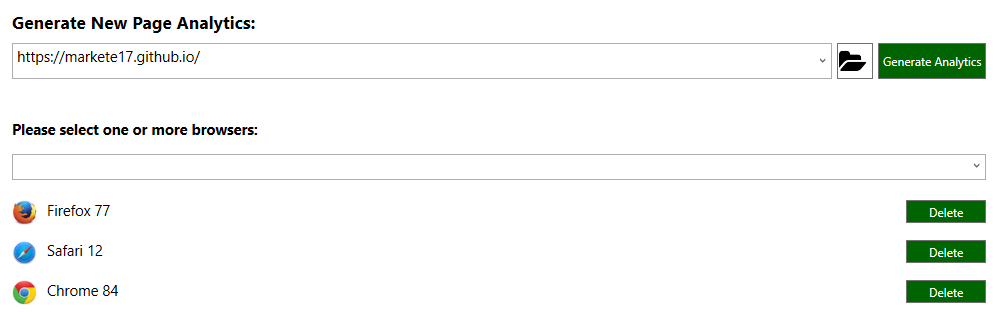 Generate New Page Analytics:
https://markete17.github.io/
Generate Analytics
Please select one or more browsers:
Firefox 77
Delete
Safari 12
Delete
Chrome 84
Delete